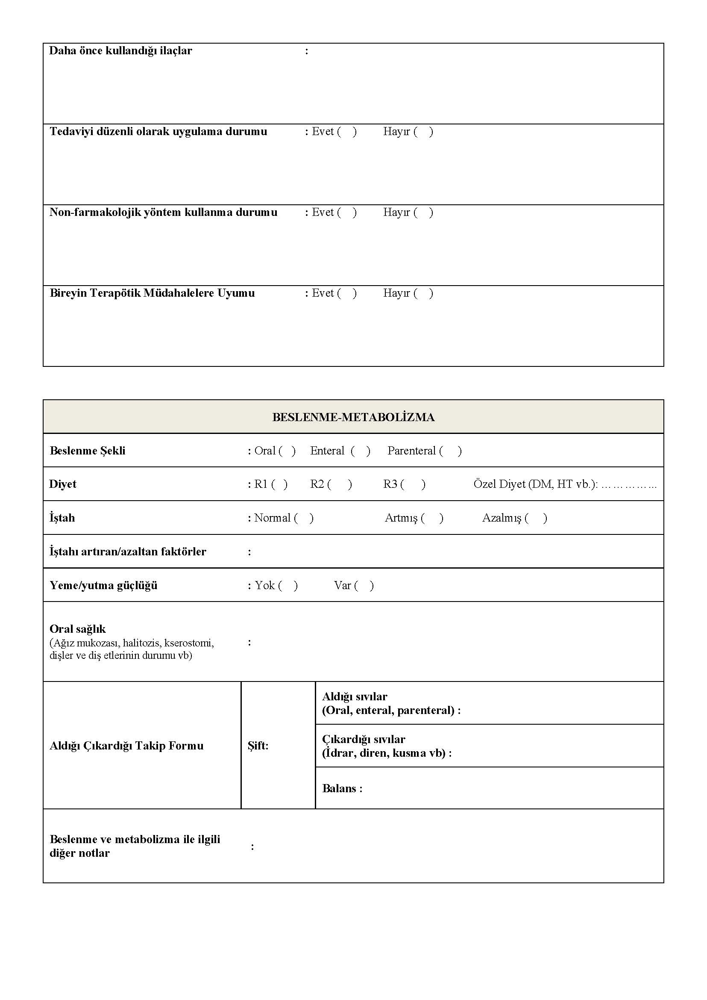 Daha önce kullandığı ilaçlar :
Tedaviyi düzenli olarak uygulama durumu : Evet ( ) Hayır ( )
Non-farmakolojik yöntem kullanma durumu : Evet ( ) Hayır ( )
Bireyin Terapötik Müdahalelere Uyumu : Evet ( ) Hayır ( )
BESLENME-METABOLİZMA
Beslenme Şekli : Oral ( ) Enteral ( ) Parenteral ( )
Diyet : R1 ( ) R2 ( ) R3 ( ) Özel Diyet (DM, HT vb.): ……………..
İştah : Normal ( ) Artmış ( ) Azalmış ( )
İştahı artıran/azaltan faktörler :
Yeme/yutma güçlüğü : Yok ( ) Var ( )
Oral sağlık
(Ağız mukozası, halitozis, kserostomi, :
dişler ve diş etlerinin durumu vb)
Aldığı Çıkardığı Takip Formu
Şift:
Aldığı sıvılar
(Oral, enteral, parenteral) :
Çıkardığı sıvılar
(İdrar, diren, kusma vb) :
Balans :
Beslenme ve metabolizma ile ilgili
diğer notlar :